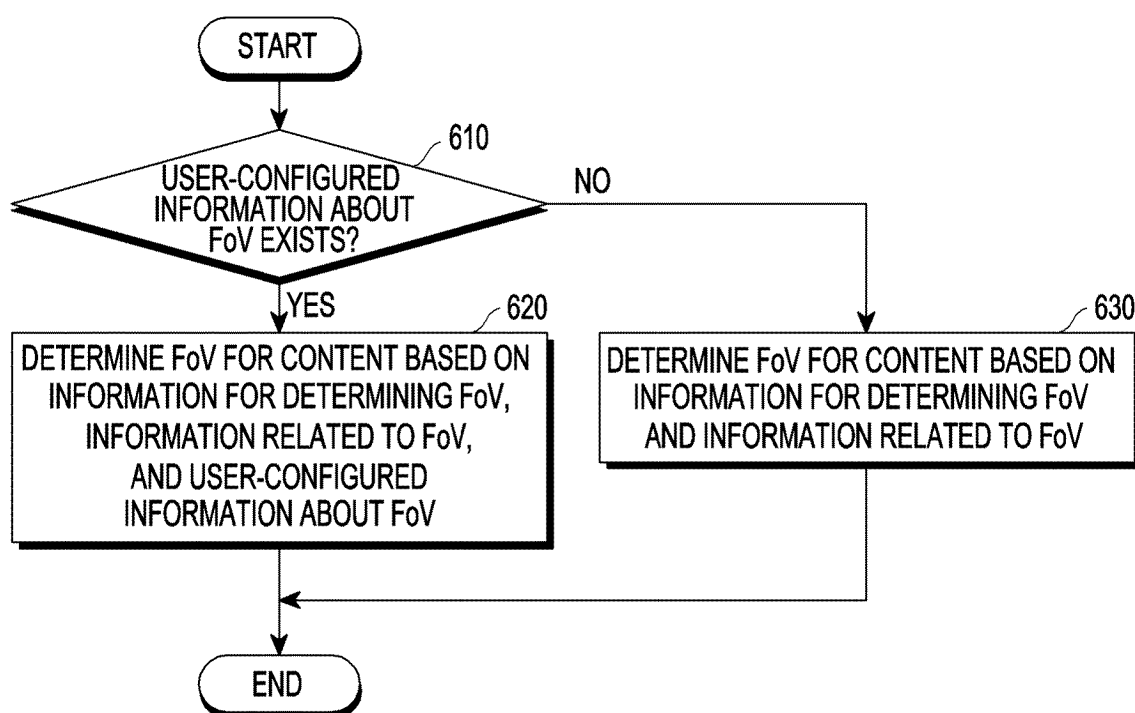 START
610
USER-CONFIGURED
INFORMATION ABOUT
FoV EXISTS?
NO
YES
620
DETERMINE FoV FOR CONTENT BASED ON
INFORMATION FOR DETERMINING FoV,
INFORMATION RELATED TO FoV,
AND USER-CONFIGURED
INFORMATION ABOUT FoV
630
DETERMINE FoV FOR CONTENT BASED ON
INFORMATION FOR DETERMINING FoV
AND INFORMATION RELATED TO FoV
END